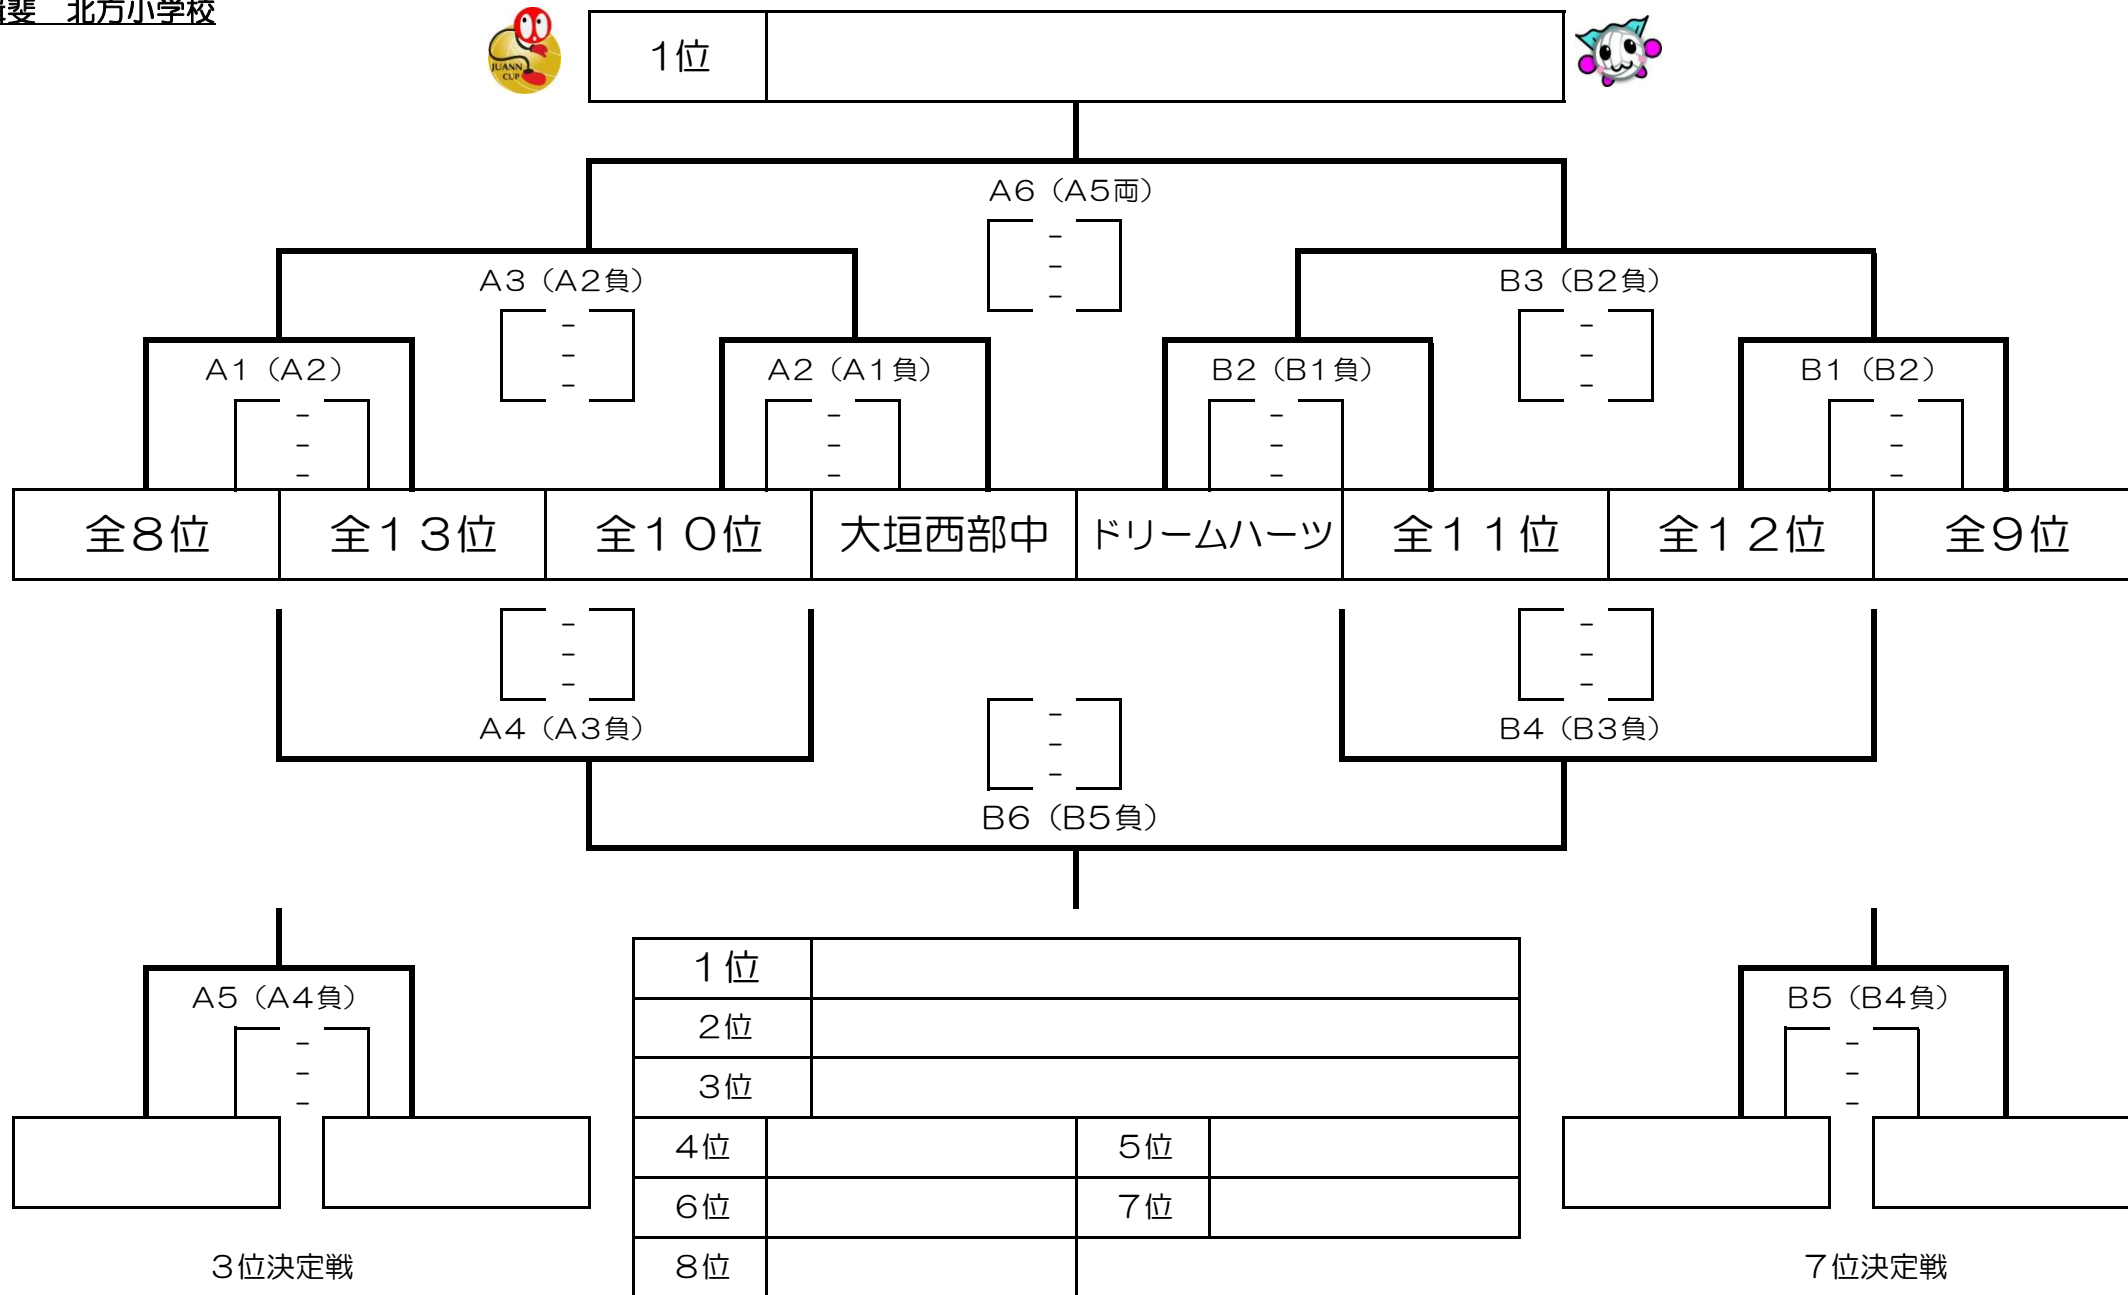 斐　北方小学校
JUANN
CUP
１位
A6（A5両）
-
-
-
A3（A2負）
-
-
-
B3（B2負）
-
-
-
A1（A2）
-
-
-
A2（A1負）
-
-
-
B2（B1負）
-
-
-
B1（B2）
-
-
-
全８位　全１３位　全１０位　大垣西部中　ドリームハーツ　全１１位　全１２位　全９位
-
-
-
A4（A3負）
-
-
-
B4（B3負）
-
-
-
B6（B5負）
A5（A4負）
-
-
-
３位決定戦
１位
２位
３位
４位　５位
６位　７位
８位
B5（B4負）
-
-
-
７位決定戦